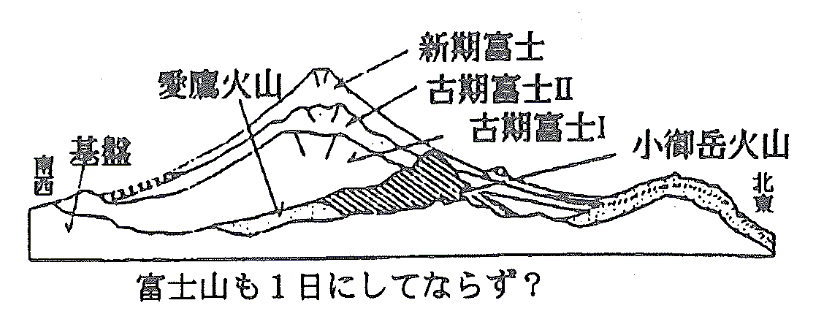 新期富士
愛鷹火山
古期富士II
古期富士I
基盤
小御岳火山
南西
北東
富士山も1日にしてならず?